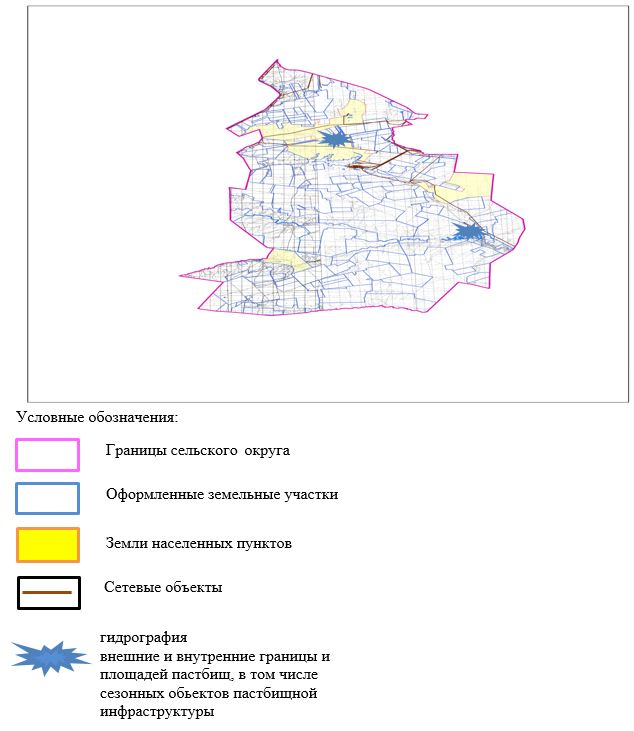 Условные обозначения:
Границы сельского округа
Оформленные земельные участки
Земли населенных пунктов
Сетевые объекты
гидрография
внешние и внутренние границы и
площадей пастбищ, в том числе
сезонных обьектов пастбищной
инфраструктуры